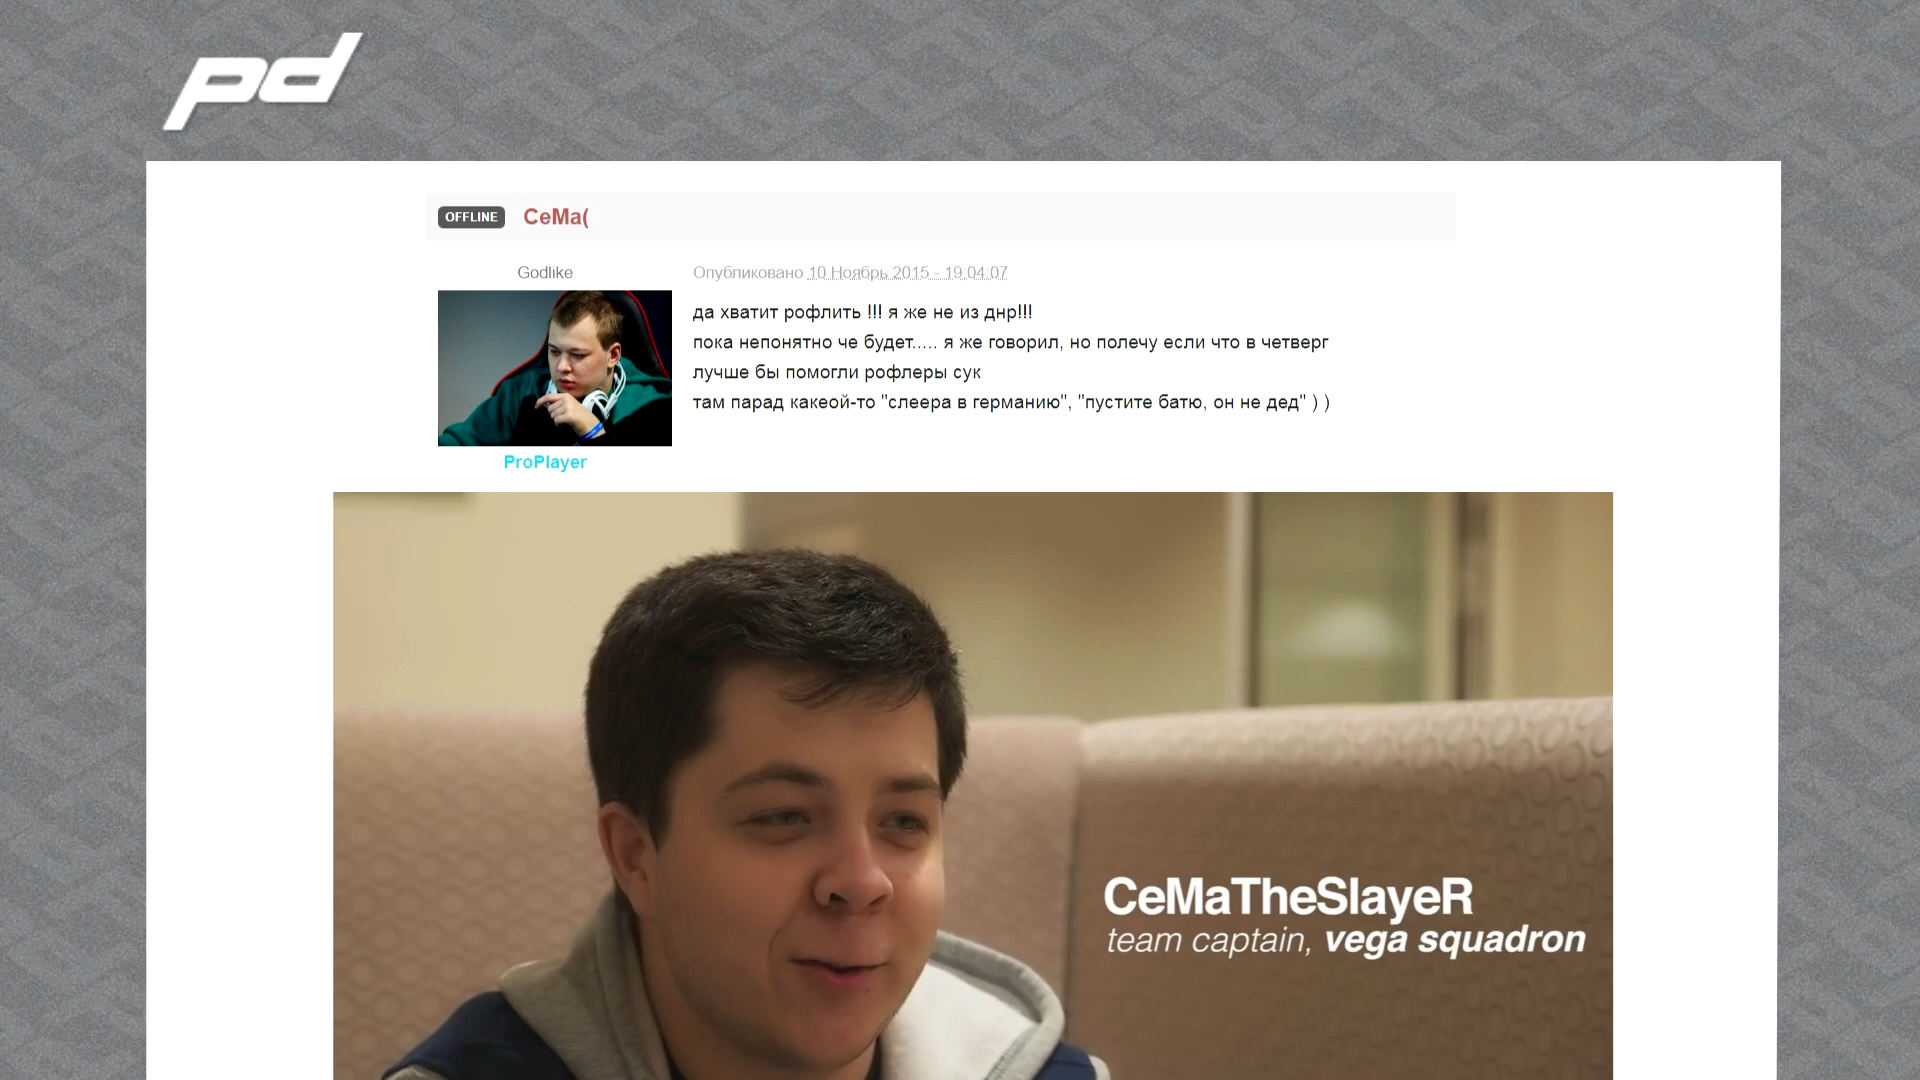 pd
OFFLINE CeMa(
Godlike
Опубликовано 10 Ноябрь 2015 - 19:04:07
да хватит рофлить !!! я же не из днр!!!
пока непонятно че будет..... я же говорил, но полечу если что в четверг
лучше бы помогли рофлеры сук
там парад какеой-то "слеера в германию", "пустите батю, он не дед" ) )
ProPlayer
CeMaTheSlayeR
team captain, vega squadron